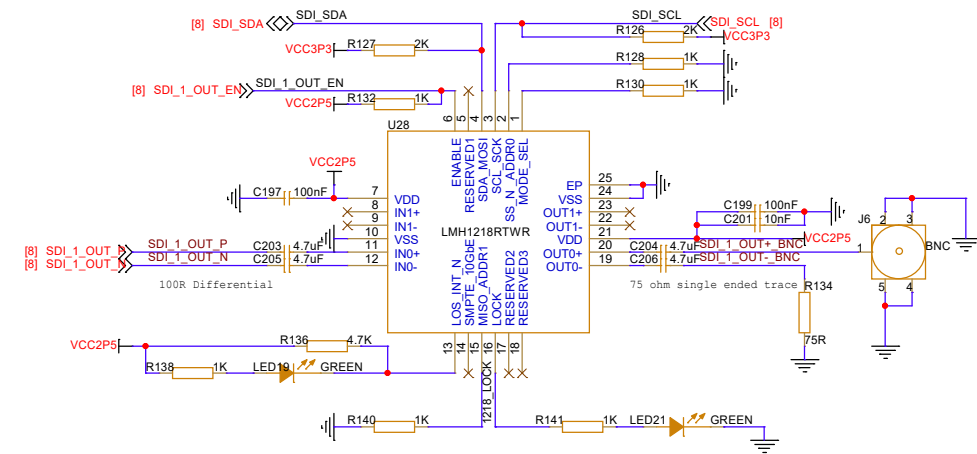 [8] SDI_SDA SDI_SDA SDI_SCL SDI_SCL [8]
R126 2K VCC3P3
VCC3P3 R127 2K
R128 1K
[8] SDI_1_OUT_EN SDI_1_OUT_EN R130 1K
VCC2P5 R132 1K
6 5 4 3 2 1
U28
ENABLE RESERVED1 SDA_MOSI SCL_SCK SS_N_ADDR0 MODE_SEL
LMH1218RTWR
VCC2P5
C197 100nF
7 VDD
8 IN1+
9 IN1-
10 VSS
11 IN0+
12 IN0-
[8] SDI_1_OUT_P SDI_1_OUT_P C203 4.7uF
[8] SDI_1_OUT_N SDI_1_OUT_N C205 4.7uF
100R Differential
EP 25
VSS 24
OUT1+ 23
OUT1- 22
VDD 21
OUT0+ 20
OUT0- 19
C199 100nF
C201 10nF
VCC2P5
C204 4.7uF SDI_1_OUT+_BNC
C206 4.7uF SDI_1_OUT-_BNC
75 ohm single ended trace
R134
75R
J6 2 3
1 BNC
5 4
LOS_INT_N SMPTE_10GbE MISO_ADDR1 LOCK RESERVED2 RESERVED3
13 14 15 16 17 18
VCC2P5 R136 4.7K
R138 1K LED19 GREEN
1218_LOCK
R140 1K
R141 1K LED21 GREEN